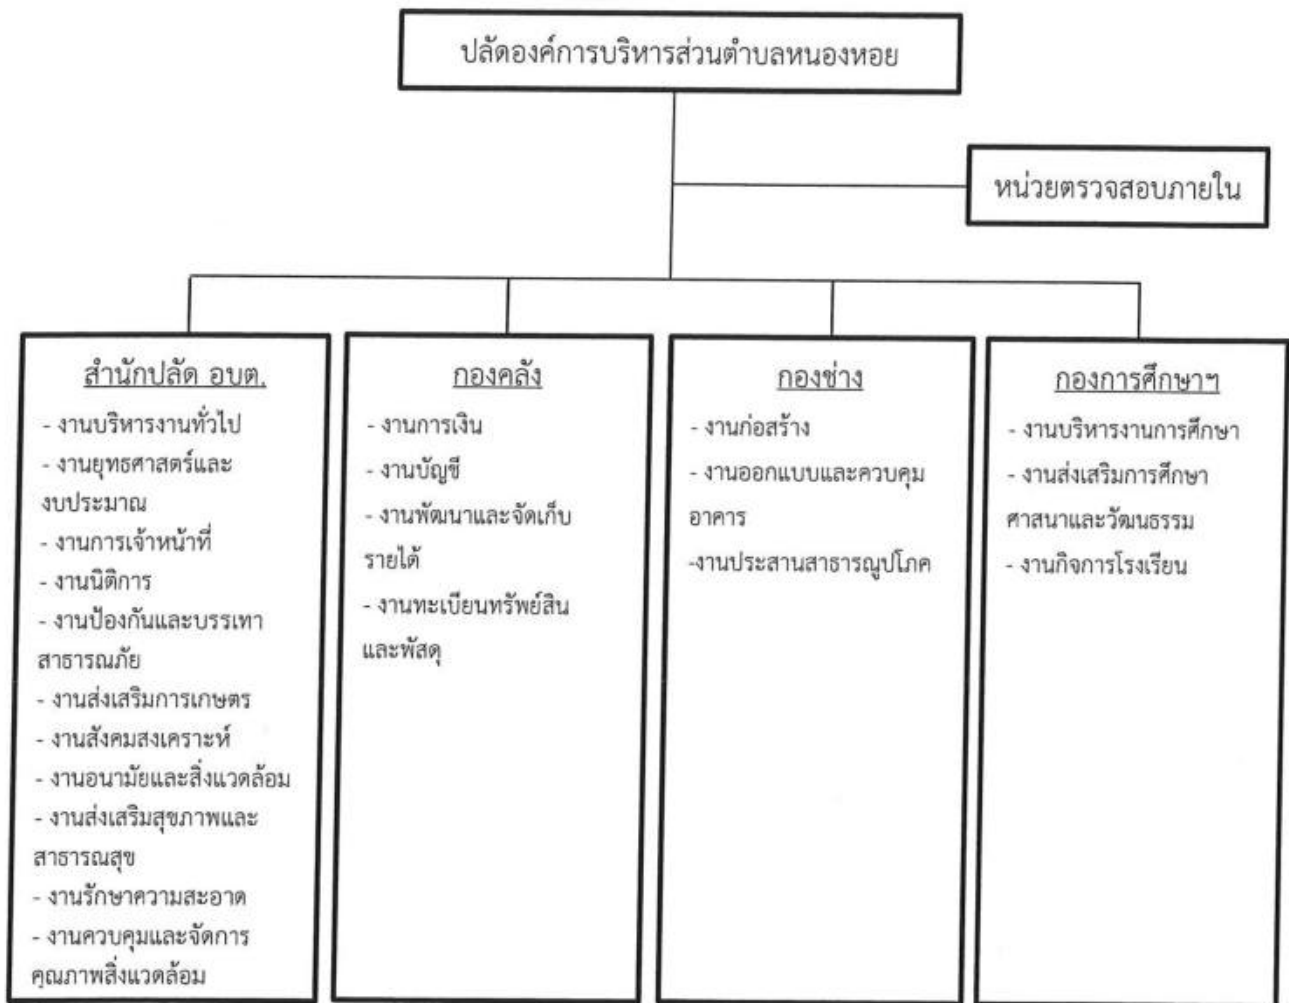 ปลัดองค์การบริหารส่วนตำบลหนองหอย
หน่วยตรวจสอบภายใน
สำนักปลัด อบต.
- งานบริหารงานทั่วไป
- งานยุทธศาสตร์และ
งบประมาณ
- งานการเจ้าหน้าที่
- งานนิติการ
- งานป้องกันและบรรเทา
สาธารณภัย
- งานส่งเสริมการเกษตร
- งานสังคมสงเคราะห์
- งานอนามัยและสิ่งแวดล้อม
- งานส่งเสริมสุขภาพและ
สาธารณสุข
- งานรักษาความสะอาด
- งานควบคุมและจัดการ
คุณภาพสิ่งแวดล้อม
กองคลัง
- งานการเงิน
- งานบัญชี
- งานพัฒนาและจัดเก็บ
รายได้
- งานทะเบียนทรัพย์สิน
และพัสดุ
กองช่าง
- งานก่อสร้าง
- งานออกแบบและควบคุม
อาคาร
-งานประสานสาธารณูปโภค
กองการศึกษาฯ
- งานบริหารงานการศึกษา
- งานส่งเสริมการศึกษา
ศาสนาและวัฒนธรรม
- งานกิจการโรงเรียน